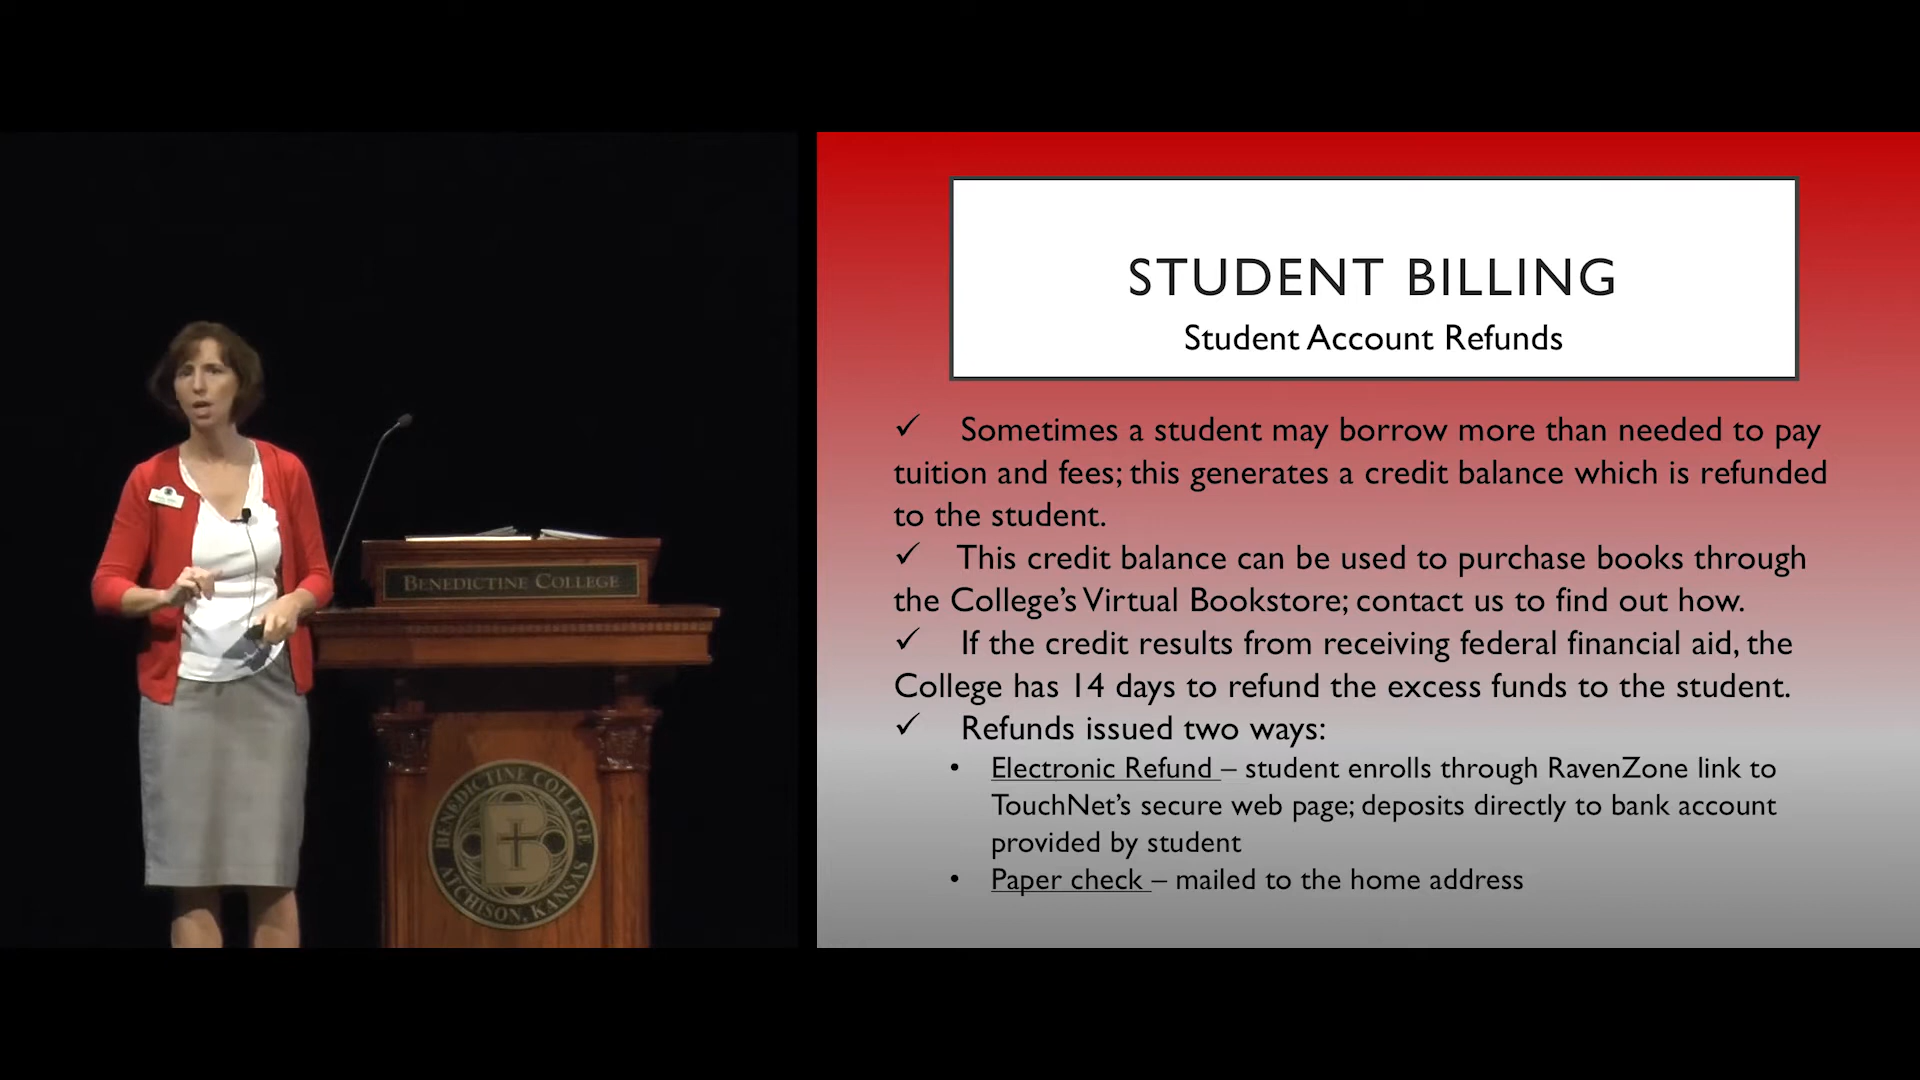 STUDENT BILLING
Student Account Refunds
✓ Sometimes a student may borrow more than needed to pay
tuition and fees; this generates a credit balance which is refunded
to the student.
✓ This credit balance can be used to purchase books through
the College's Virtual Bookstore; contact us to find out how.
✓ If the credit results from receiving federal financial aid, the
College has 14 days to refund the excess funds to the student.
✓ Refunds issued two ways:
• Electronic Refund – student enrolls through RavenZone link to
TouchNet's secure web page; deposits directly to bank account
provided by student
• Paper check – mailed to the home address
BENEDICTINE COLLEGE
BENEDICTINE COLLEGE
ATCHISON, KANSAS
B